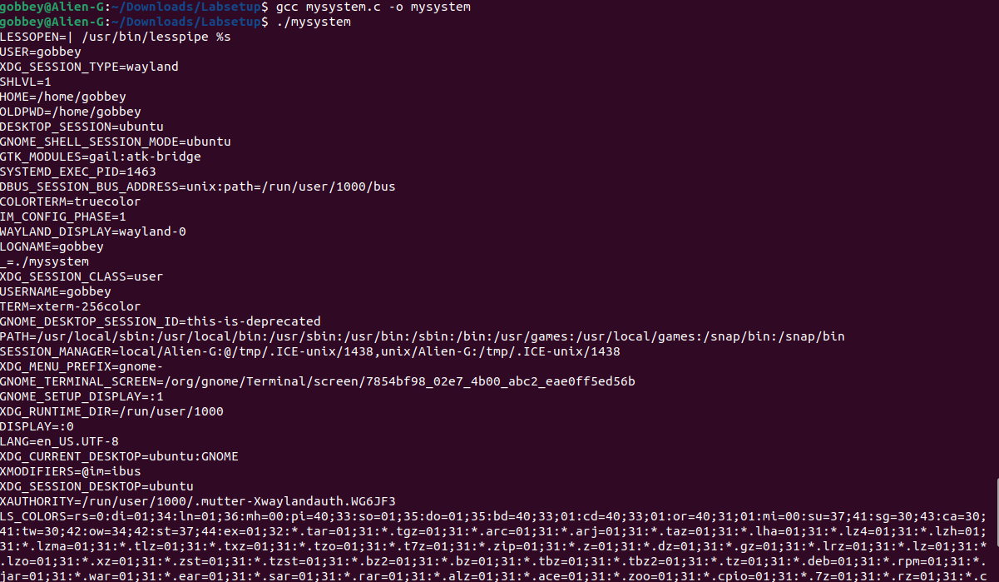 gobbey@Alien-G:~/Downloads/Labsetup$ gcc mysystem.c -o mysystem
gobbey@Alien-G:~/Downloads/Labsetup$ ./mysystem
LESSOPEN=| /usr/bin/lesspipe %s
USER=gobbey
XDG_SESSION_TYPE=wayland
SHLVL=1
HOME=/home/gobbey
OLDPWD=/home/gobbey
DESKTOP_SESSION=ubuntu
GNOME_SHELL_SESSION_MODE=ubuntu
GTK_MODULES=gail:atk-bridge
SYSTEMD_EXEC_PID=1463
DBUS_SESSION_BUS_ADDRESS=unix:path=/run/user/1000/bus
COLORTERM=truecolor
IM_CONFIG_PHASE=1
WAYLAND_DISPLAY=wayland-0
LOGNAME=gobbey
_=./mysystem
XDG_SESSION_CLASS=user
USERNAME=gobbey
TERM=xterm-256color
GNOME_DESKTOP_SESSION_ID=this-is-deprecated
PATH=/usr/local/sbin:/usr/local/bin:/usr/sbin:/usr/bin:/sbin:/bin:/usr/games:/usr/local/games:/snap/bin:/snap/bin
SESSION_MANAGER=local/Alien-G:@/tmp/.ICE-unix/1438,unix/Alien-G:/tmp/.ICE-unix/1438
XDG_MENU_PREFIX=gnome-
GNOME_TERMINAL_SCREEN=/org/gnome/Terminal/screen/7854bf98_02e7_4b00_abc2_eae0ff5ed56b
GNOME_SETUP_DISPLAY=:1
XDG_RUNTIME_DIR=/run/user/1000
DISPLAY=:0
LANG=en_US.UTF-8
XDG_CURRENT_DESKTOP=ubuntu:GNOME
XMODIFIERS=@im=ibus
XDG_SESSION_DESKTOP=ubuntu
XAUTHORITY=/run/user/1000/.mutter-Xwaylandauth.WG6JF3
LS_COLORS=rs=0:di=01;34:ln=01;36:mh=00:pi=40;33:so=01;35:do=01;35:bd=40;33;01:cd=40;33;01:or=40;31;01:mi=00:su=37;41:sg=30;43:ca=30;
41:tw=30;42:ow=34;42:st=37;44:ex=01;32:*.tar=01;31:*.tgz=01;31:*.arc=01;31:*.arj=01;31:*.taz=01;31:*.lha=01;31:*.lz4=01;31:*.lzh=01;
31:*.lzma=01;31:*.tlz=01;31:*.txz=01;31:*.tzo=01;31:*.t7z=01;31:*.zip=01;31:*.z=01;31:*.dz=01;31:*.gz=01;31:*.lrz=01;31:*.lz=01;31:*
.lzo=01;31:*.xz=01;31:*.zst=01;31:*.tzst=01;31:*.bz2=01;31:*.bz=01;31:*.tbz=01;31:*.tbz2=01;31:*.tz=01;31:*.deb=01;31:*.rpm=01;31:*.
jar=01;31:*.war=01;31:*.ear=01;31:*.sar=01;31:*.rar=01;31:*.alz=01;31:*.ace=01;31:*.zoo=01;31:*.cpio=01;31:*.7z=01;31:*.rz=01;31:*.c